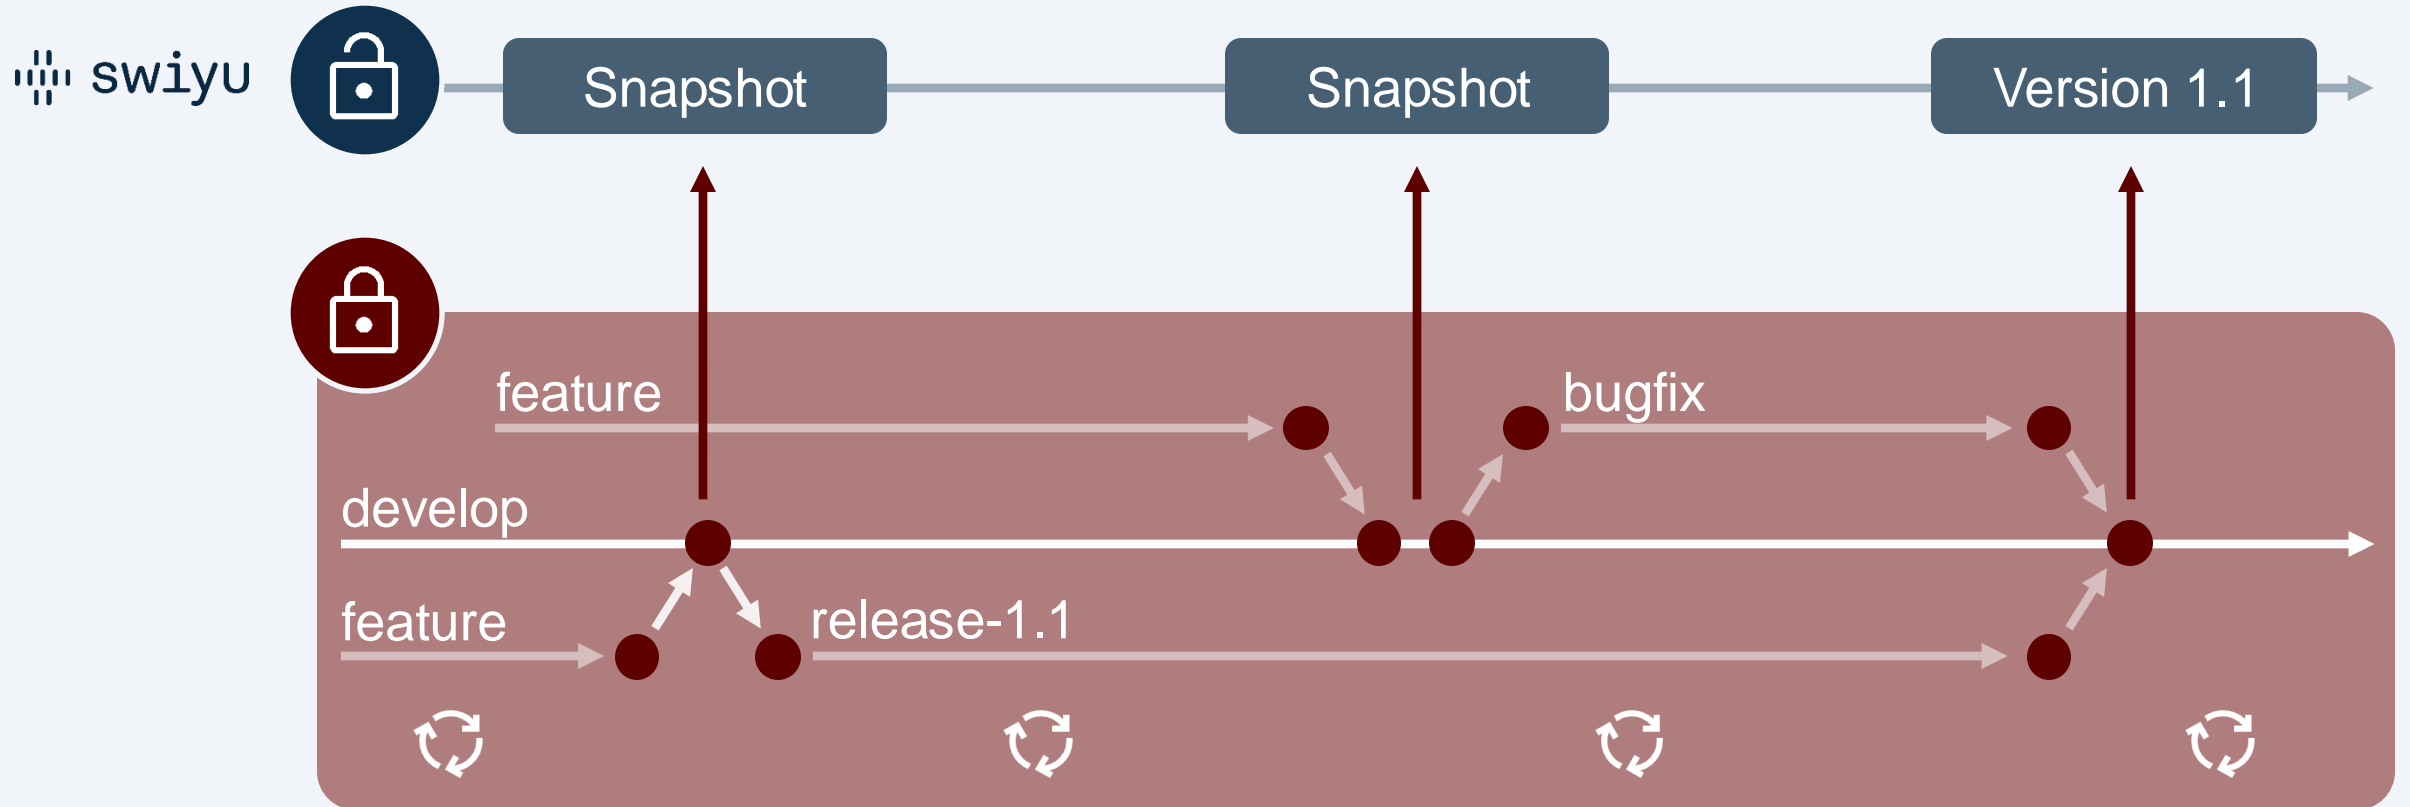 swiyu
Snapshot
Snapshot
Version 1.1
feature
bugfix
develop
feature
release-1.1